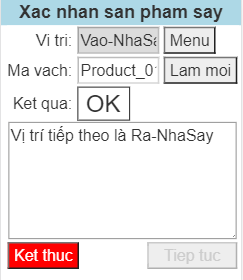 Xac nhan san pham say
Vi tri: Vao-NhaSa Menu
Ma vach: Product_0 Lam moi
Ket qua: OK
Vị trí tiếp theo là Ra-NhaSay
Ket thuc Tiep tuc